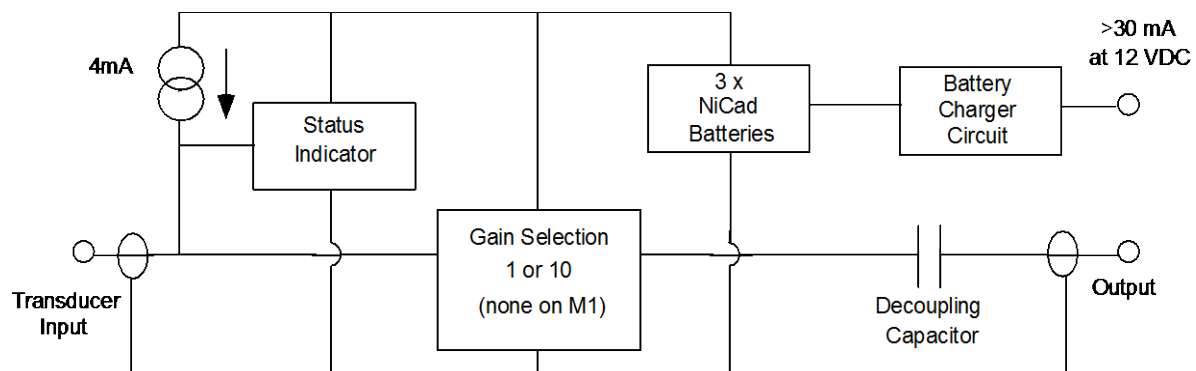 4mA
Status
Indicator
3 x
NiCad
Batteries
Battery
Charger
Circuit
>30 mA
at 12 VDC
Transducer
Input
Gain Selection
1 or 10
(none on M1)
Decoupling
Capacitor
Output